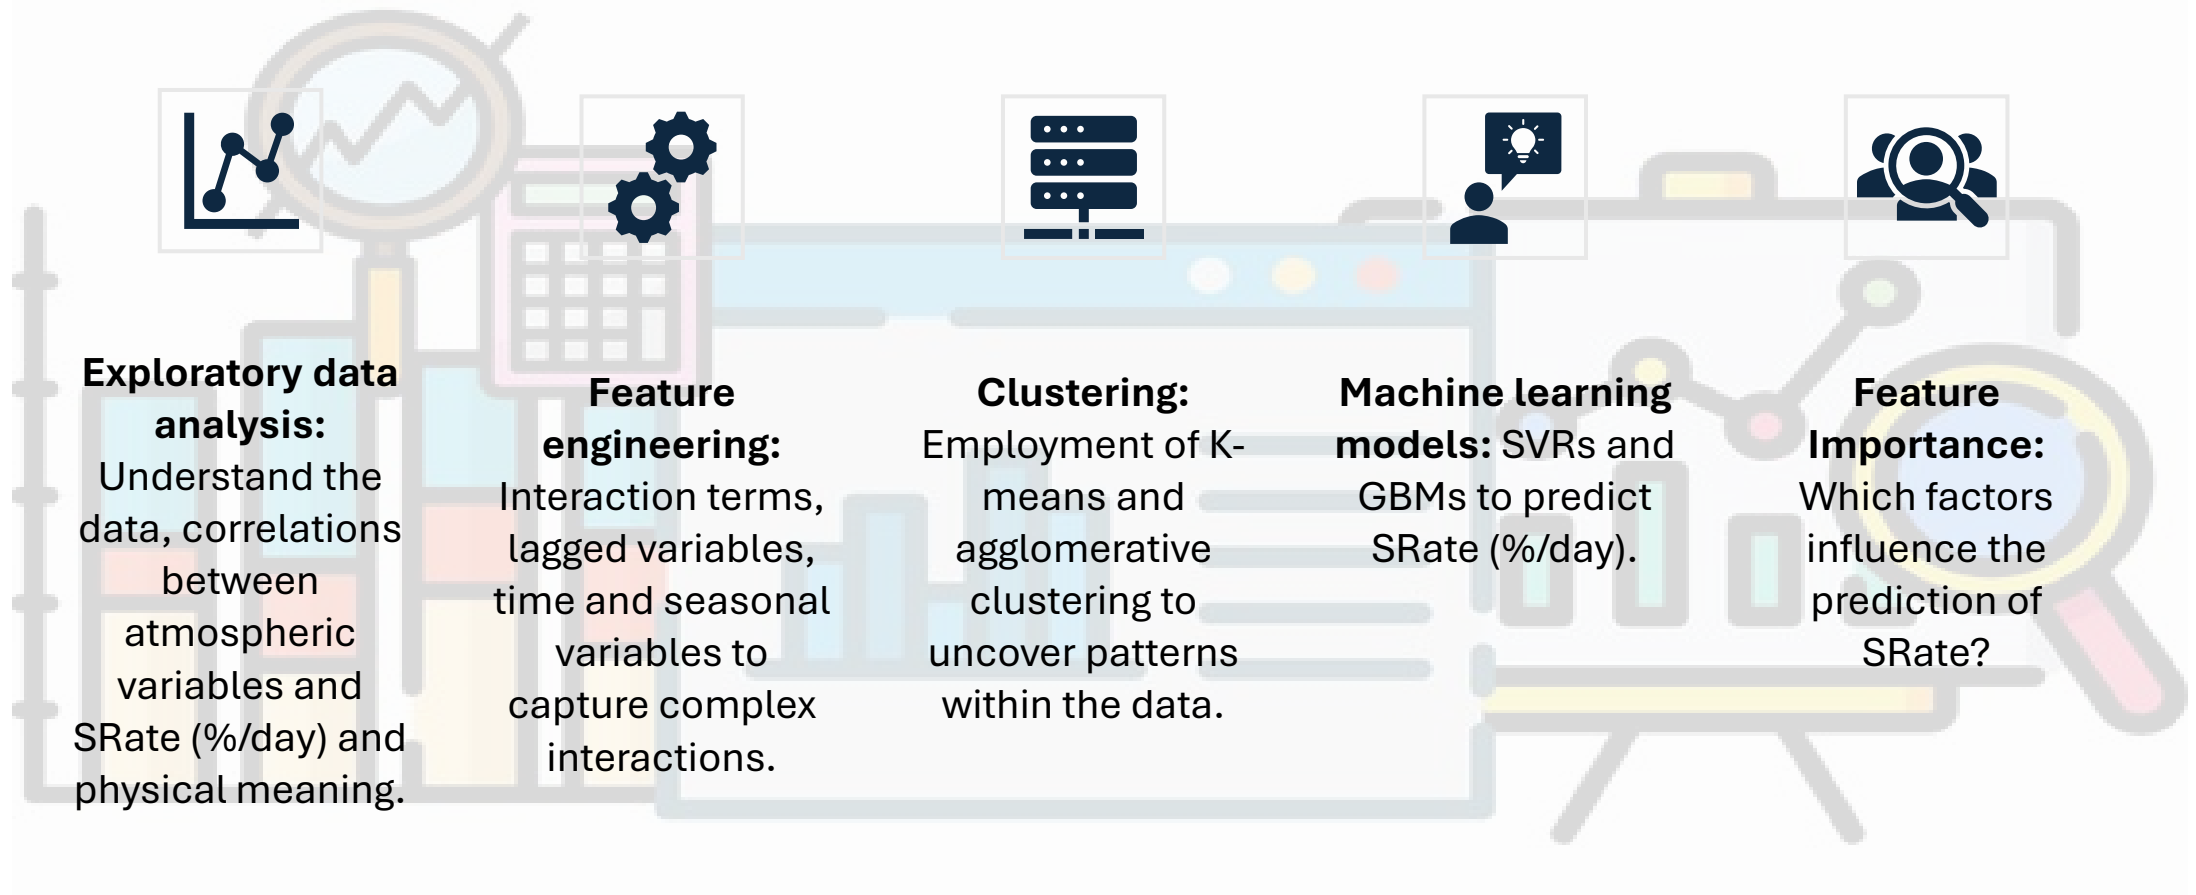 Exploratory data
analysis:
Understand the
data, correlations
between
atmospheric
variables and
SRate (%/day) and
physical meaning.
Feature
engineering:
Interaction terms,
lagged variables,
time and seasonal
variables to
capture complex
interactions.
Clustering:
Employment of K-
means and
agglomerative
clustering to
uncover patterns
within the data.
Machine learning
models: SVRs and
GBMs to predict
SRate (%/day).
Feature
Importance:
Which factors
influence the
prediction of
SRate?